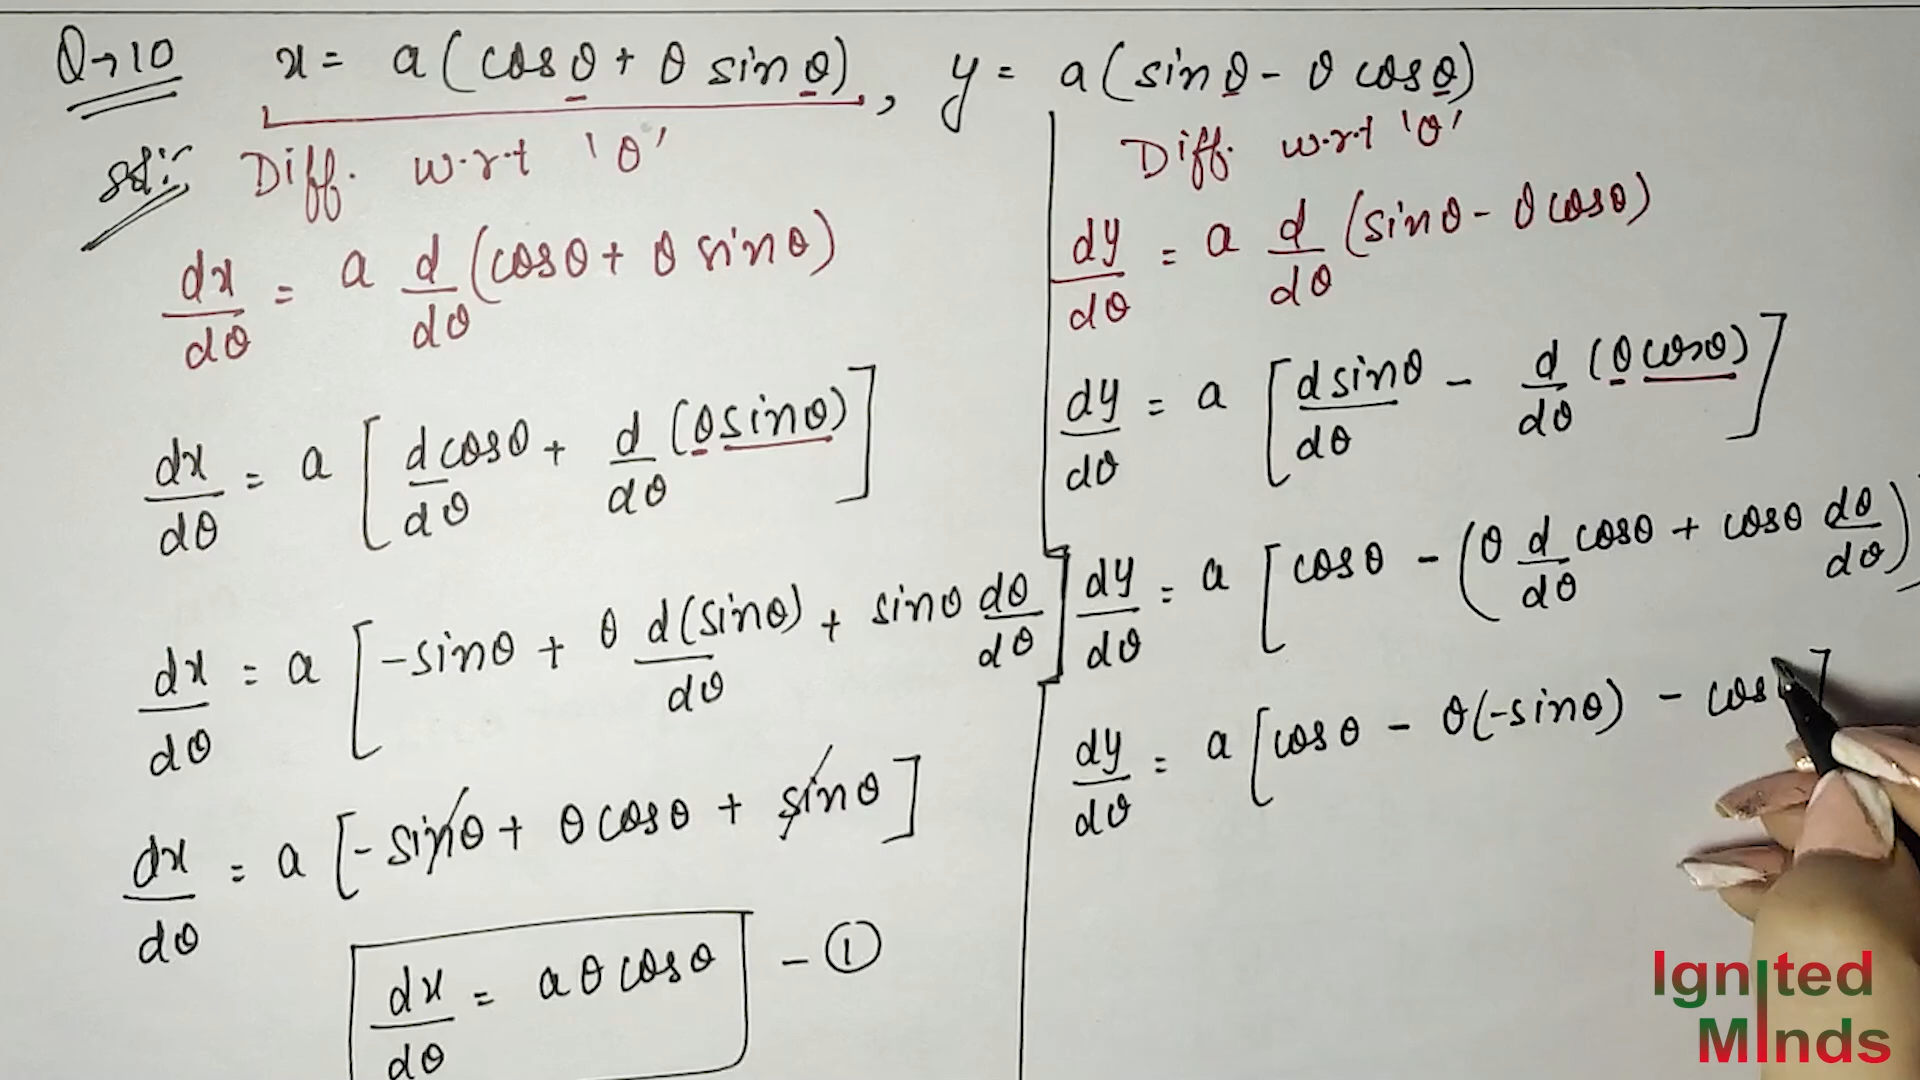 Q→10 x = a(cosθ + θ sinθ), y = a(sinθ - θ cosθ)
Sol:- Diff. w.r.t 'θ'
dx/dθ = a d/dθ (cosθ + θ sinθ)
dx/dθ = a [d cosθ/dθ + d/dθ (θ sinθ)]
dx/dθ = a [-sinθ + θ d(sinθ)/dθ + sinθ dθ/dθ]
dx/dθ = a [-sinθ + θ cosθ + sinθ]
dx/dθ = aθ cosθ - ①
Diff. w.r.t 'θ'
dy/dθ = a d/dθ (sinθ - θ cosθ)
dy/dθ = a [d sinθ/dθ - d/dθ (θ cosθ)]
dy/dθ = a [cosθ - (θ d/dθ cosθ + cosθ dθ/dθ)]
dy/dθ = a [cosθ - θ(-sinθ) - cos ]
Ignited
Minds